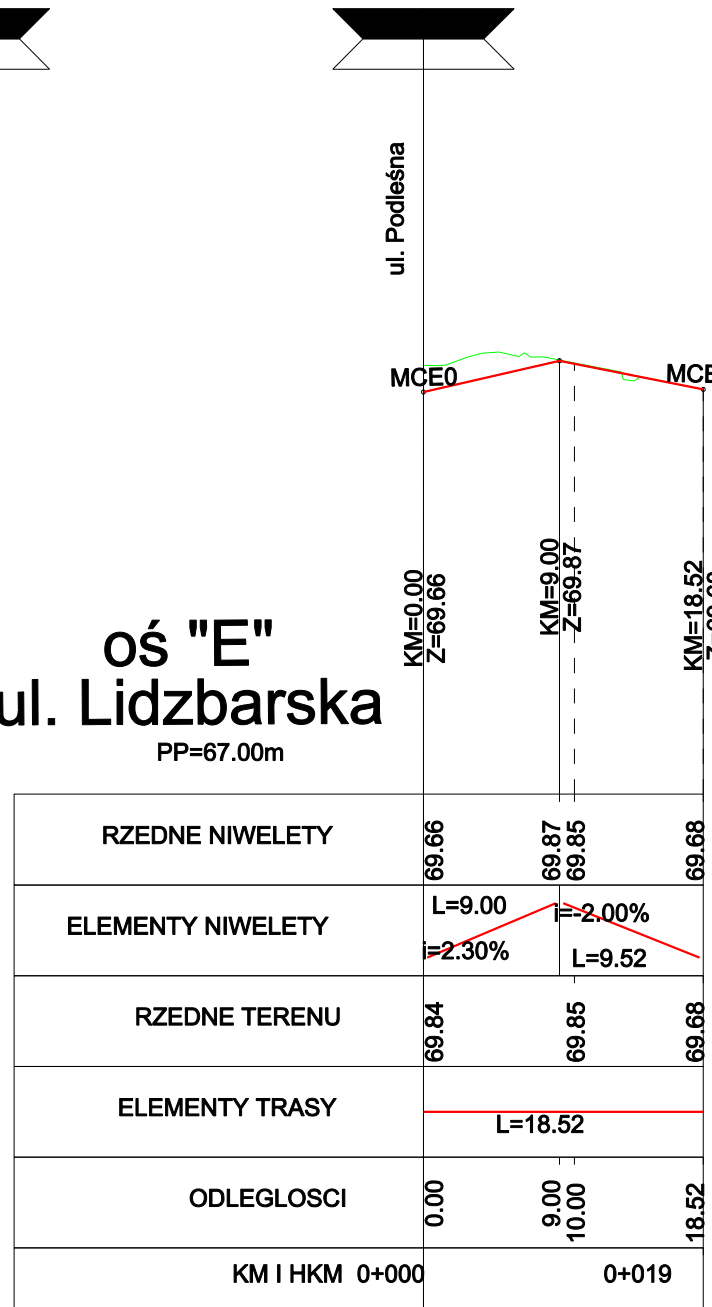 ul. Podleśna
MCE0
MCE
KM=0.00
Z=69.66
KM=9.00
Z=69.87
KM=18.52
oś "E"
ul. Lidzbarska
PP=67.00m
RZEDNE NIWELETY 69.66 69.87 69.85 69.68
ELEMENTY NIWELETY L=9.00 i=2.30% i=-2.00% L=9.52
RZEDNE TERENU 69.84 69.85 69.68
ELEMENTY TRASY L=18.52
ODLEGLOSCI 0.00 9.00 10.00 18.52
KM I HKM 0+000 0+019